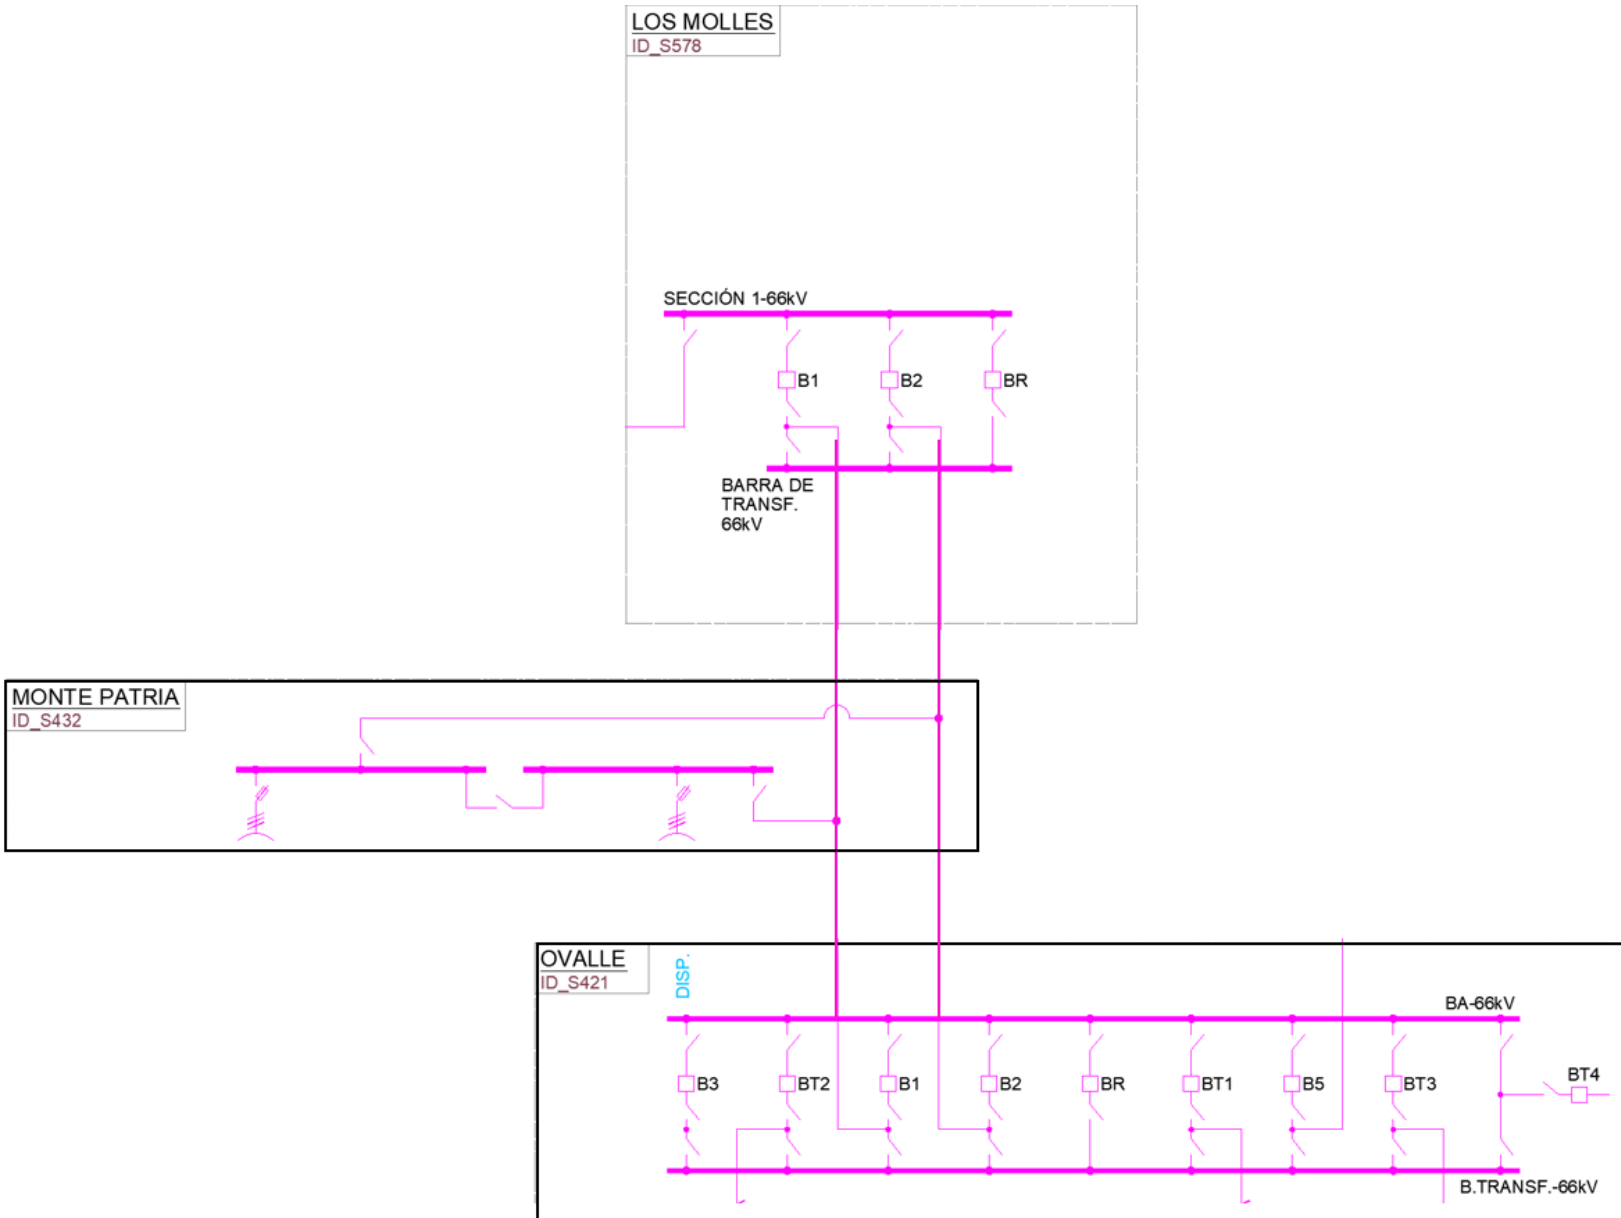 LOS MOLLES
ID_S578
SECCIÓN 1-66kV
B1
B2
BR
BARRA DE
TRANSF.
66kV
MONTE PATRIA
ID_S432
OVALLE
ID_S421
DISP.
BA-66kV
B3
BT2
B1
B2
BR
BT1
B5
BT3
BT4
B.TRANSF.-66kV